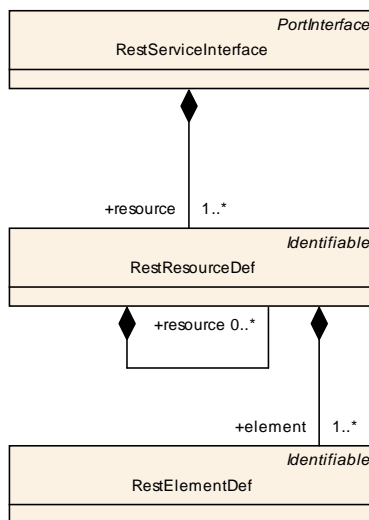 PortInterface
RestServiceInterface
+resource 1..*
Identifiable
RestResourceDef
+resource 0..*
+element 1..*
Identifiable
RestElementDef